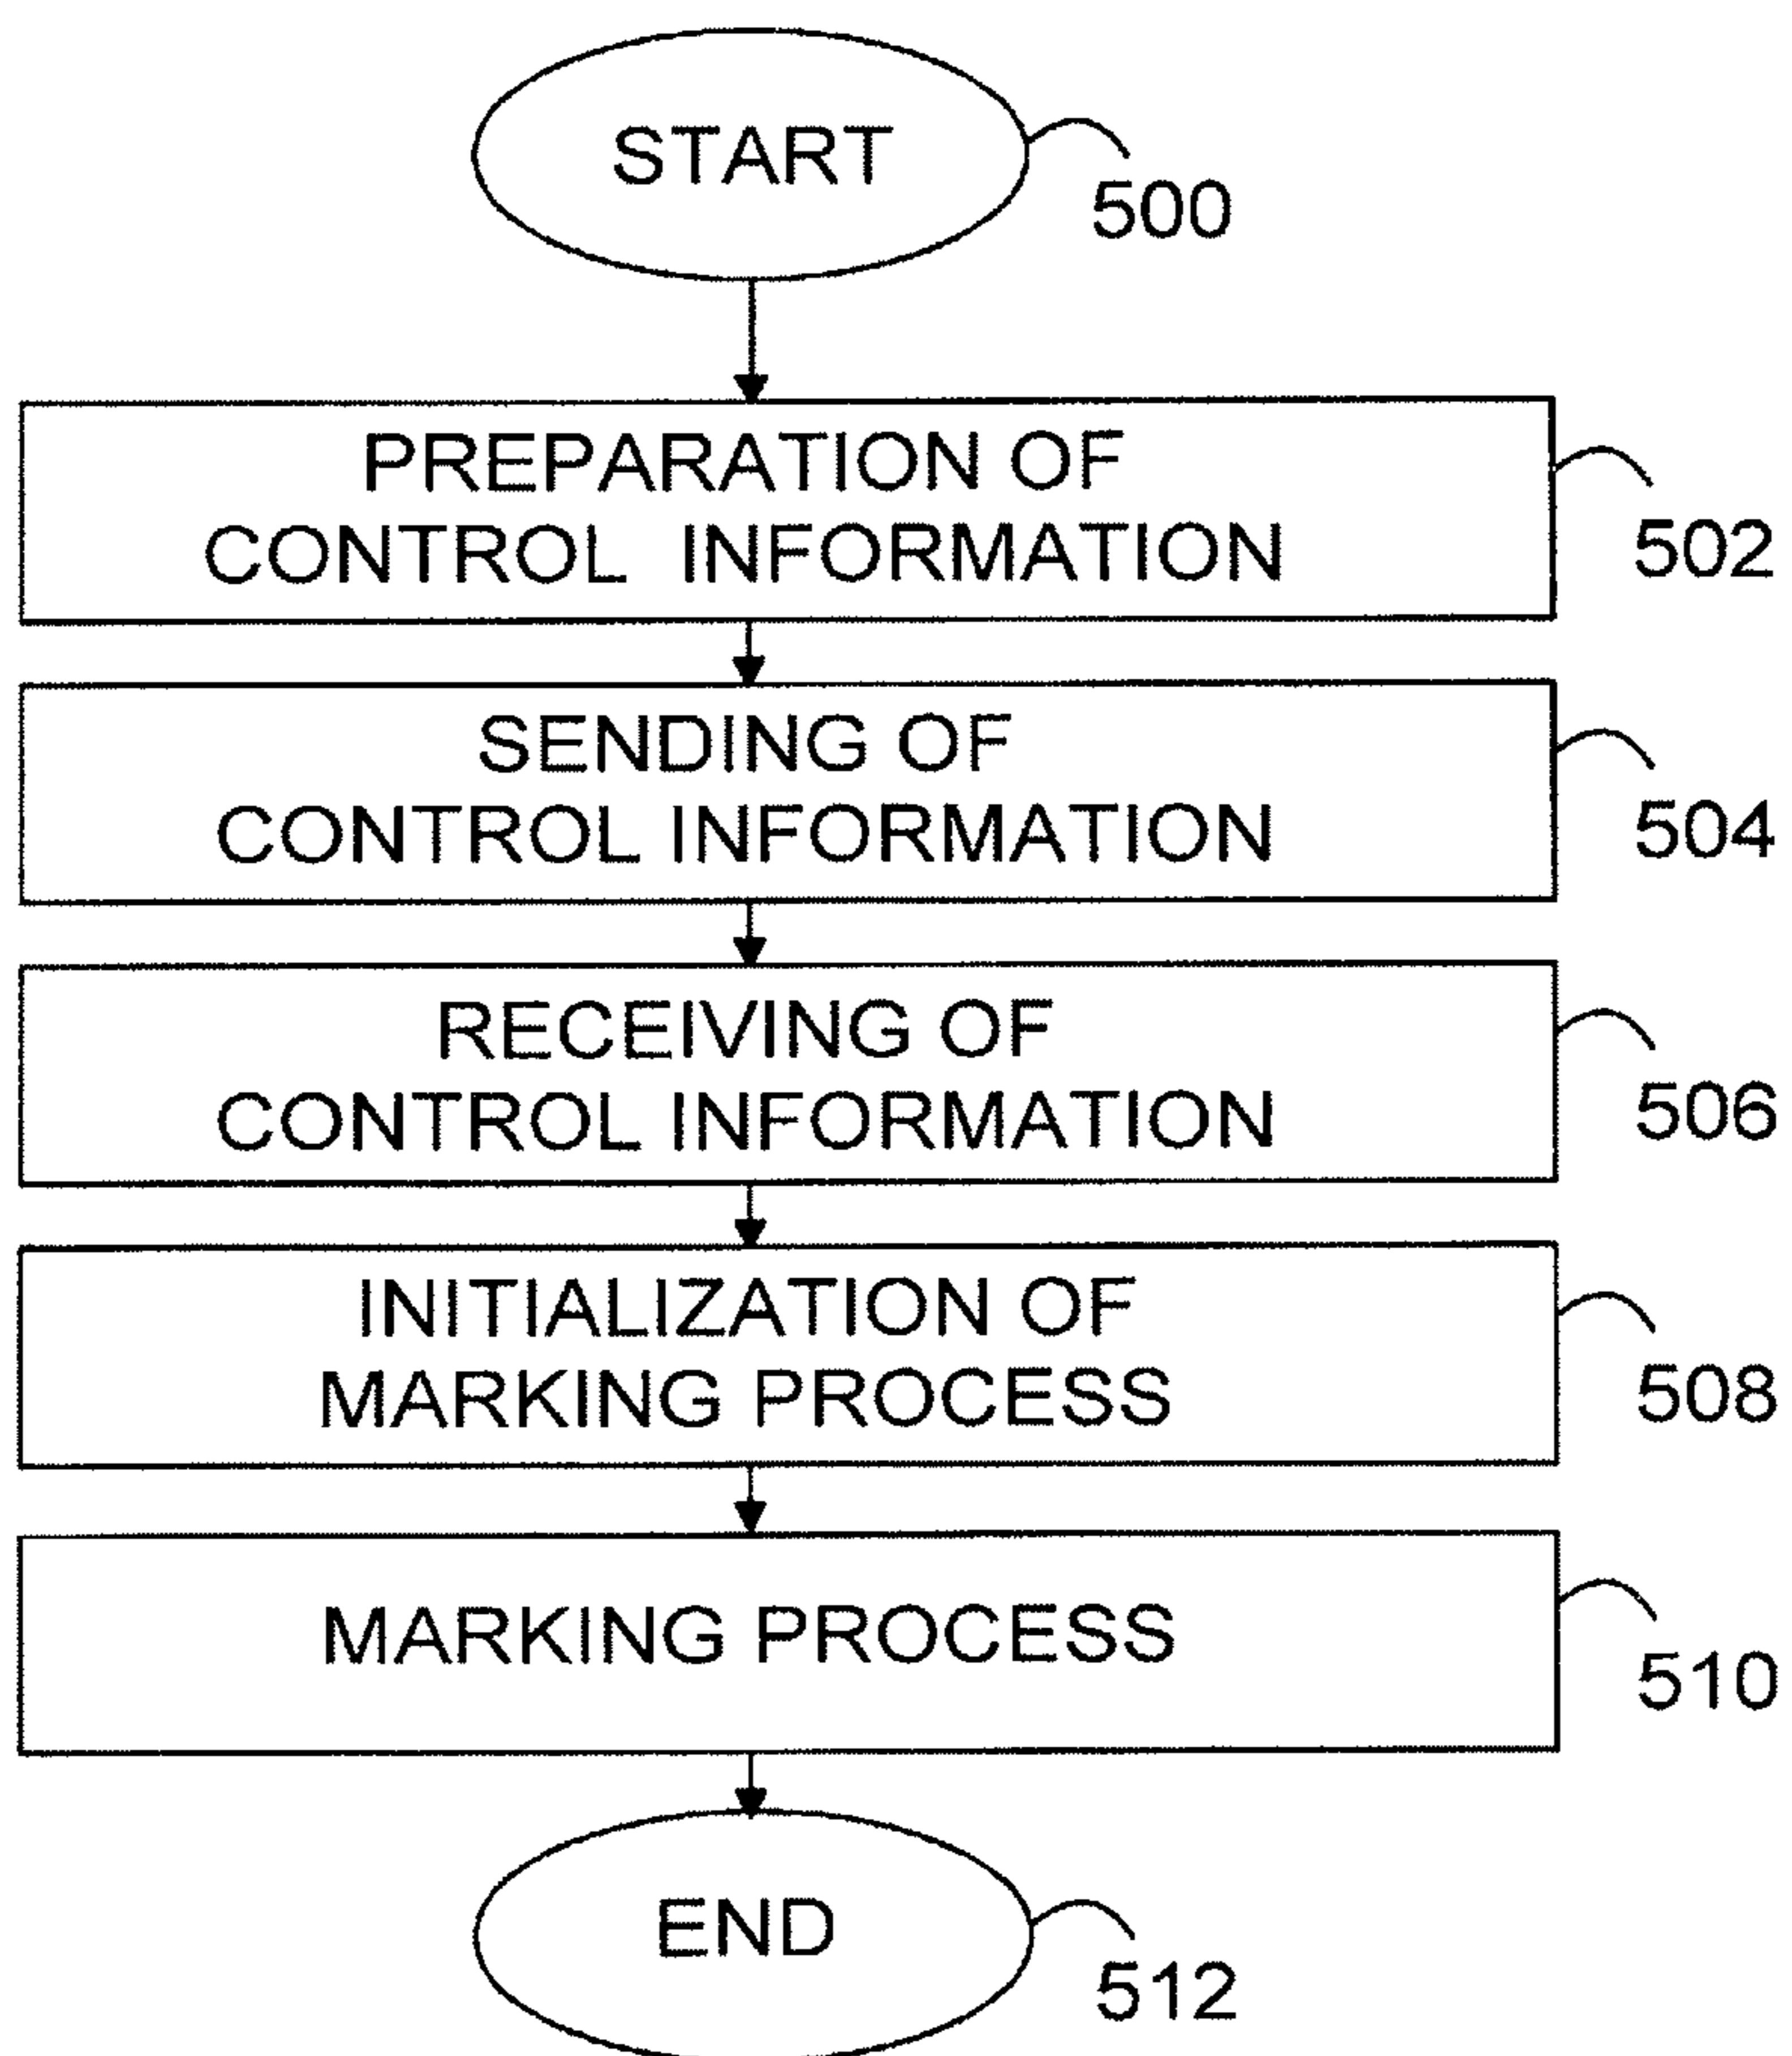 START
500
PREPARATION OF
CONTROL INFORMATION
502
SENDING OF
CONTROL INFORMATION
504
RECEIVING OF
CONTROL INFORMATION
506
INITIALIZATION OF
MARKING PROCESS
508
MARKING PROCESS
510
END
512